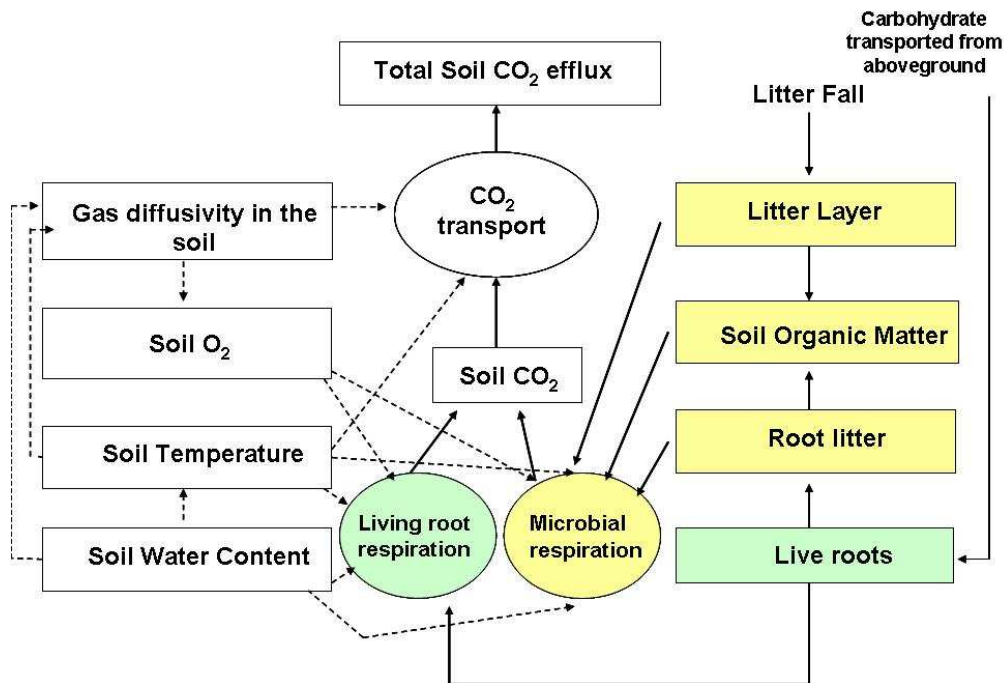 Carbohydrate
transported from
aboveground
Total Soil CO₂ efflux
Litter Fall
Gas diffusivity in the
soil
CO₂
transport
Litter Layer
Soil O₂
Soil CO₂
Soil Organic Matter
Soil Temperature
Root litter
Living root
respiration
Microbial
respiration
Soil Water Content
Live roots